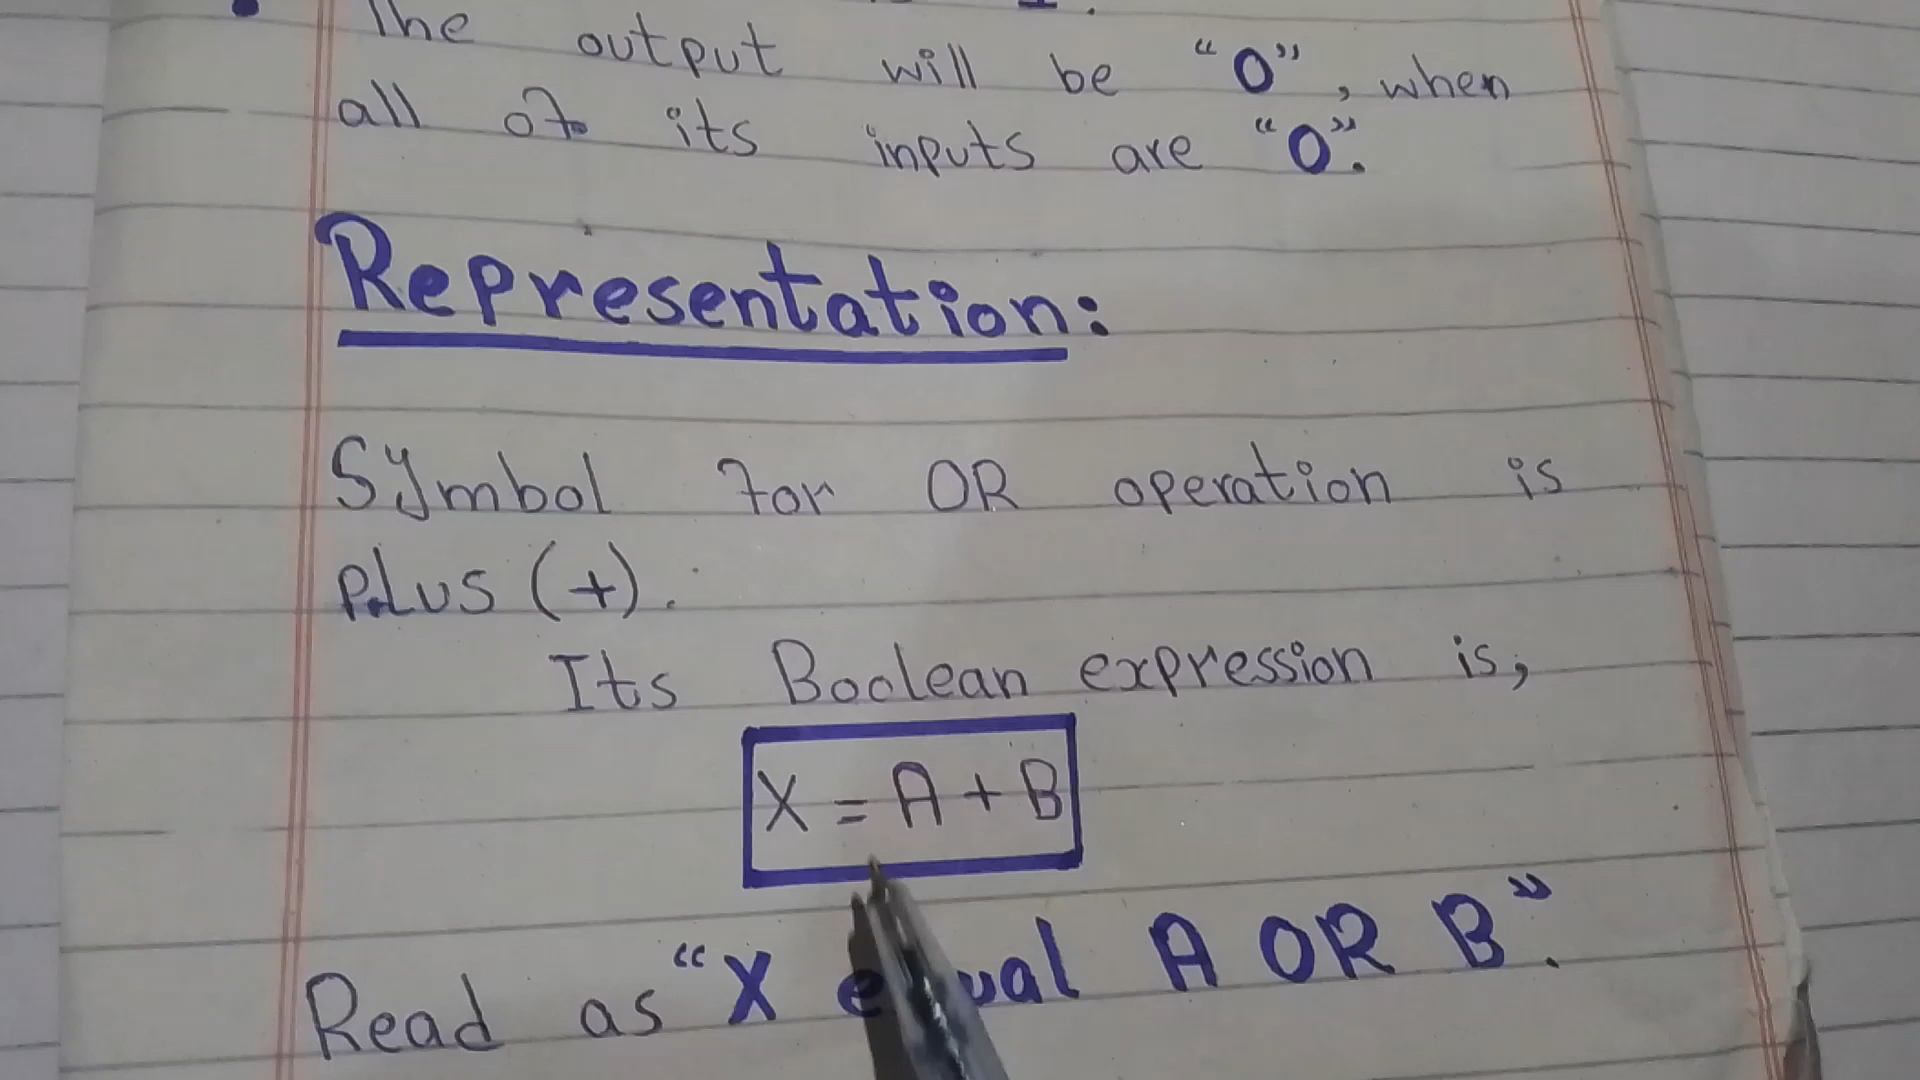 The output will be "0", when
all of its inputs are "0".
Representation:
Symbol for OR operation is
plus (+).
Its Boolean expression is,
X = A + B
Read as "X equal A OR B".